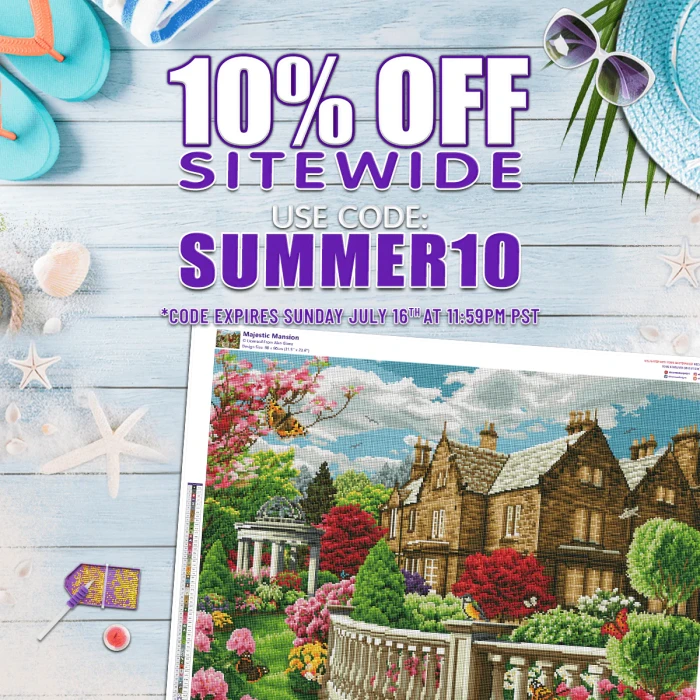 10% OFF
SITEWIDE
USE CODE:
SUMMER10
*CODE EXPIRES SUNDAY JULY 16TH AT 11:59PM PST
Majestic Mansion